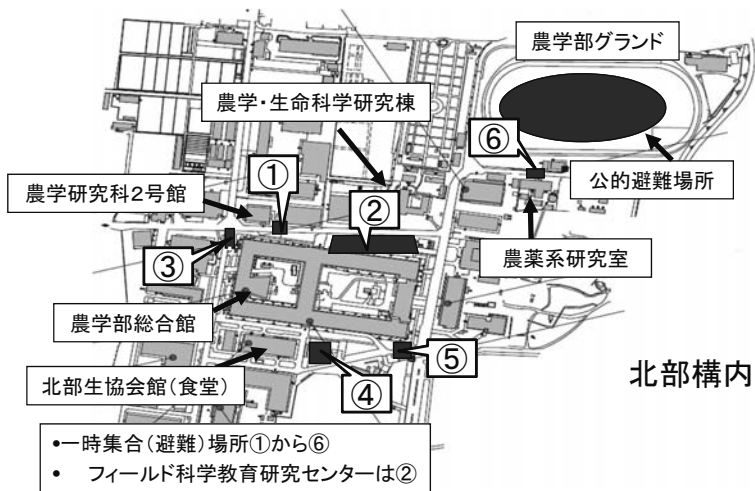 農学部グランド
農学・生命科学研究棟
⑥
①
公的避難場所
農学研究科2号館
②
③
農薬系研究室
農学部総合館
⑤
北部生協会館(食堂)
④
北部構内
•一時集合(避難)場所①から⑥
• フィールド科学教育研究センターは②